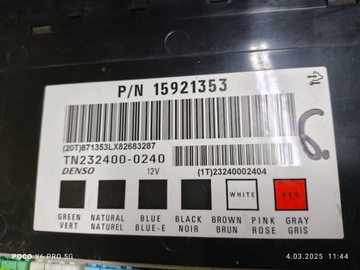 P/N 15921353
(20T)871353LX82683287
TN232400-0240
DENSO 12V (1T)23240002404
WHITE RED
GREEN NATURAL BLUE BLACK BROWN PINK GRAY
VERT NATUREL BLUE-E NOIR BRUN ROSE GRIS
POCO X6 PRO 5G 4.03.2025 11:44